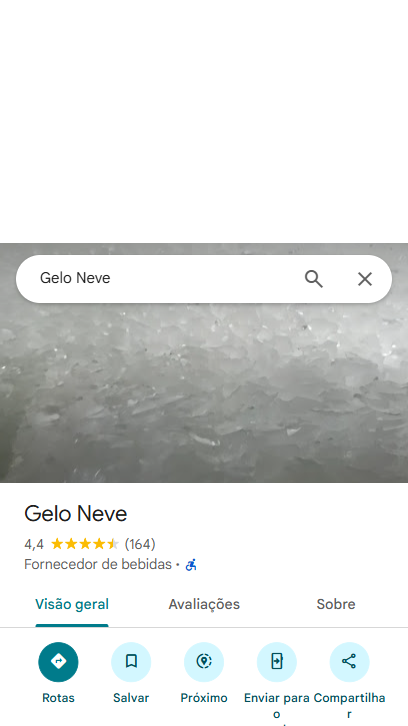 Gelo Neve
Gelo Neve
4,4 (164)
Fornecedor de bebidas ·
Visão geral Avaliações Sobre
Rotas Salvar Próximo Enviar para Compartilha
o r